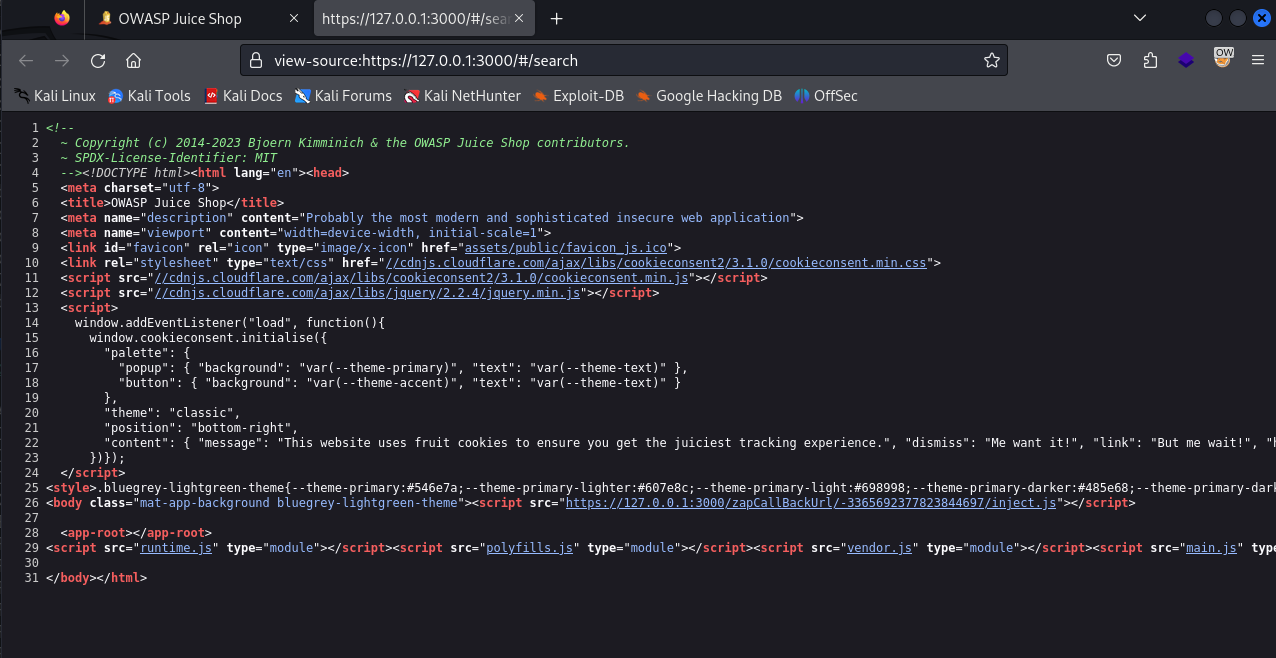 OWASP Juice Shop
https://127.0.0.1:3000/#/sea
view-source:https://127.0.0.1:3000/#/search
OW
Kali Linux Kali Tools Kali Docs Kali Forums Kali NetHunter Exploit-DB Google Hacking DB OffSec
1 <!--
2 ~ Copyright (c) 2014-2023 Bjoern Kimminich & the OWASP Juice Shop contributors.
3 ~ SPDX-License-Identifier: MIT
4 --><!DOCTYPE html><html lang="en"><head>
5 <meta charset="utf-8">
6 <title>OWASP Juice Shop</title>
7 <meta name="description" content="Probably the most modern and sophisticated insecure web application">
8 <meta name="viewport" content="width=device-width, initial-scale=1">
9 <link id="favicon" rel="icon" type="image/x-icon" href="assets/public/favicon_js.ico">
10 <link rel="stylesheet" type="text/css" href="//cdnjs.cloudflare.com/ajax/libs/cookieconsent2/3.1.0/cookieconsent.min.css">
11 <script src="//cdnjs.cloudflare.com/ajax/libs/cookieconsent2/3.1.0/cookieconsent.min.js"></script>
12 <script src="//cdnjs.cloudflare.com/ajax/libs/jquery/2.2.4/jquery.min.js"></script>
13 <script>
14 window.addEventListener("load", function(){
15 window.cookieconsent.initialise({
16 "palette": {
17 "popup": { "background": "var(--theme-primary)", "text": "var(--theme-text)" },
18 "button": { "background": "var(--theme-accent)", "text": "var(--theme-text)" }
19 },
20 "theme": "classic",
21 "position": "bottom-right",
22 "content": { "message": "This website uses fruit cookies to ensure you get the juiciest tracking experience.", "dismiss": "Me want it!", "link": "But me wait!", "h
23 })});
24 </script>
25 <style>.bluegrey-lightgreen-theme{--theme-primary:#546e7a;--theme-primary-lighter:#607e8c;--theme-primary-light:#698998;--theme-primary-darker:#485e68;--theme-primary-dark
26 <body class="mat-app-background bluegrey-lightgreen-theme"><script src="https://127.0.0.1:3000/zapCallBackUrl/-3365692377823844697/inject.js"></script>
27
28 <app-root></app-root>
29 <script src="runtime.js" type="module"></script><script src="polyfills.js" type="module"></script><script src="vendor.js" type="module"></script><script src="main.js" type
30
31 </body></html>